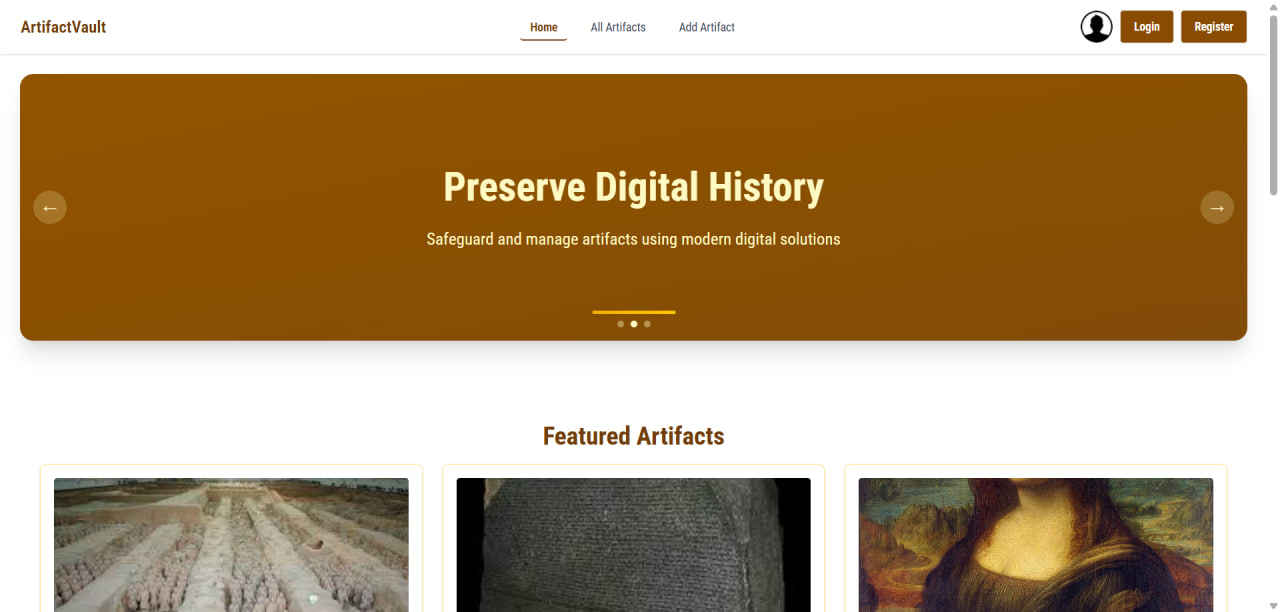 ArtifactVault
Home
All Artifacts
Add Artifact
Login
Register
Preserve Digital History
←
→
Safeguard and manage artifacts using modern digital solutions
Featured Artifacts